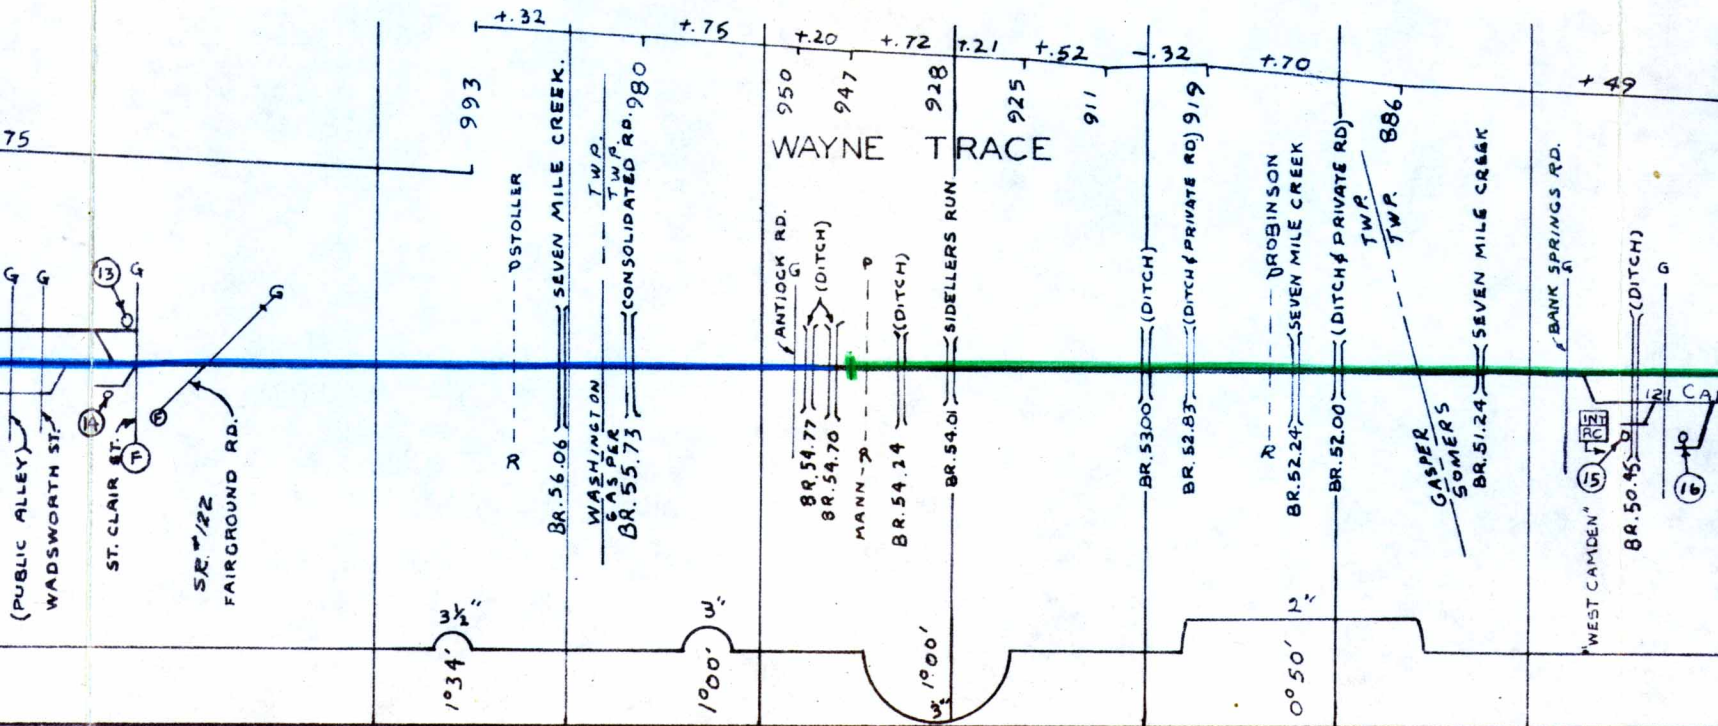 +.32
+.75
+.20
+.72
+.21
+.52
-.32
+.70
+49
75
993
980
950
947
928
925
911
919
886
WAYNE TRACE
STOLLER
SEVEN MILE CREEK.
TWP.
TWP.
(CONSOLIDATED RD.
ANTIOCH RD.
(DITCH)
(DITCH)
SIDELLERS RUN
(DITCH)
(DITCH & PRIVATE RD)
ROBINSON
SEVEN MILE CREEK
(DITCH & PRIVATE RD)
TWP.
TWP.
SEVEN MILE CREEK
BANK SPRINGS RD.
(DITCH)
G
G
13
G
G
G
G
14
F
F
(PUBLIC ALLEY)
WADSWORTH ST.
ST. CLAIR ST.
S.R. #122
FAIRGROUND RD.
BR. 56.06
WASHINGTON
GASPER
BR. 55.73
BR. 54.77
BR. 54.70
MANN
BR. 54.24
BR. 54.01
BR. 53.00
BR. 52.83
BR. 52.24
BR. 52.00
GASPER
SOMERS
BR. 51.24
"WEST CAMDEN"
15
BR. 50.45
121
CA
16
3½"
1°34'
3"
1°00'
1°00'
3"
2"
0°50'